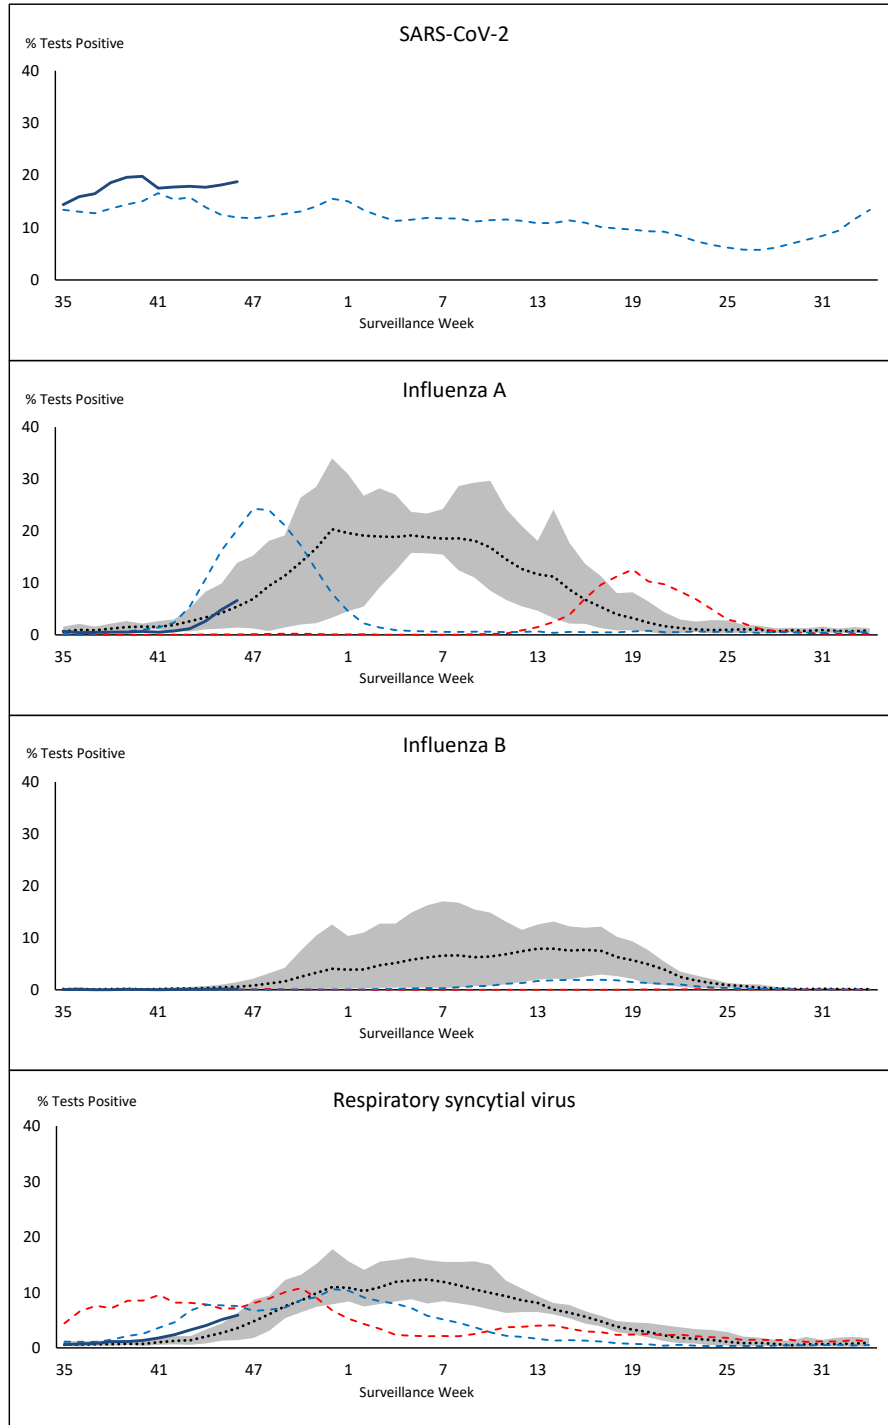 SARS-CoV-2
% Tests Positive
40
30
20
10
0
35 41 47 1 7 13 19 25 31
Surveillance Week
Influenza A
% Tests Positive
40
30
20
10
0
35 41 47 1 7 13 19 25 31
Surveillance Week
Influenza B
% Tests Positive
40
30
20
10
0
35 41 47 1 7 13 19 25 31
Surveillance Week
Respiratory syncytial virus
% Tests Positive
40
30
20
10
0
35 41 47 1 7 13 19 25 31
Surveillance Week